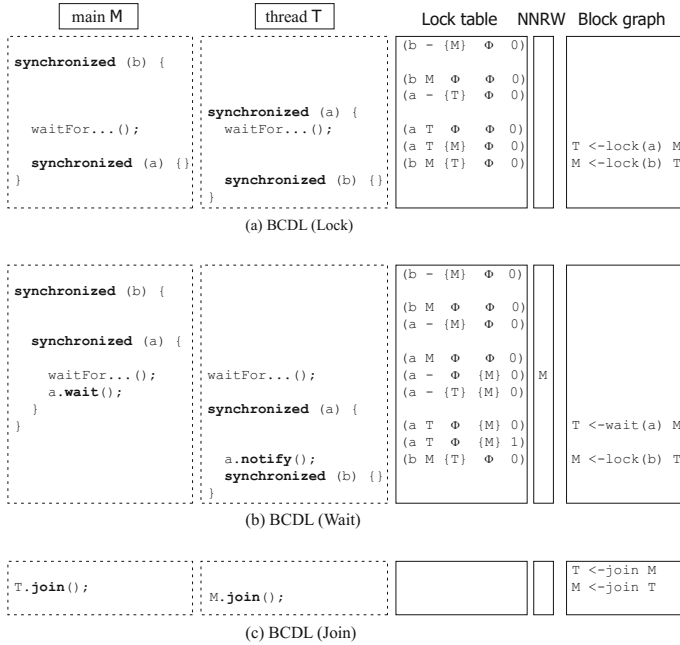 main M thread T Lock table NNRW Block graph
(b - {M} Φ 0)
synchronized (b) {
(b M Φ Φ 0)
(a - {T} Φ 0)
synchronized (a) {
waitFor...(); waitFor...(); (a T Φ Φ 0)
(a T {M} Φ 0) T <-lock(a) M
synchronized (a) {} (b M {T} Φ 0) M <-lock(b) T
} synchronized (b) {}
}
(a) BCDL (Lock)
(b - {M} Φ 0)
synchronized (b) {
(b M Φ Φ 0)
(a - {M} Φ 0)
synchronized (a) {
(a M Φ Φ 0)
waitFor...(); waitFor...(); (a - Φ {M} 0) M
a.wait(); (a - {T} {M} 0)
} synchronized (a) {
} (a T Φ {M} 0) T <-wait(a) M
(a T Φ {M} 1)
a.notify(); (b M {T} Φ 0) M <-lock(b) T
synchronized (b) {}
}
(b) BCDL (Wait)
T <-join M
T.join(); M <-join T
M.join();
(c) BCDL (Join)